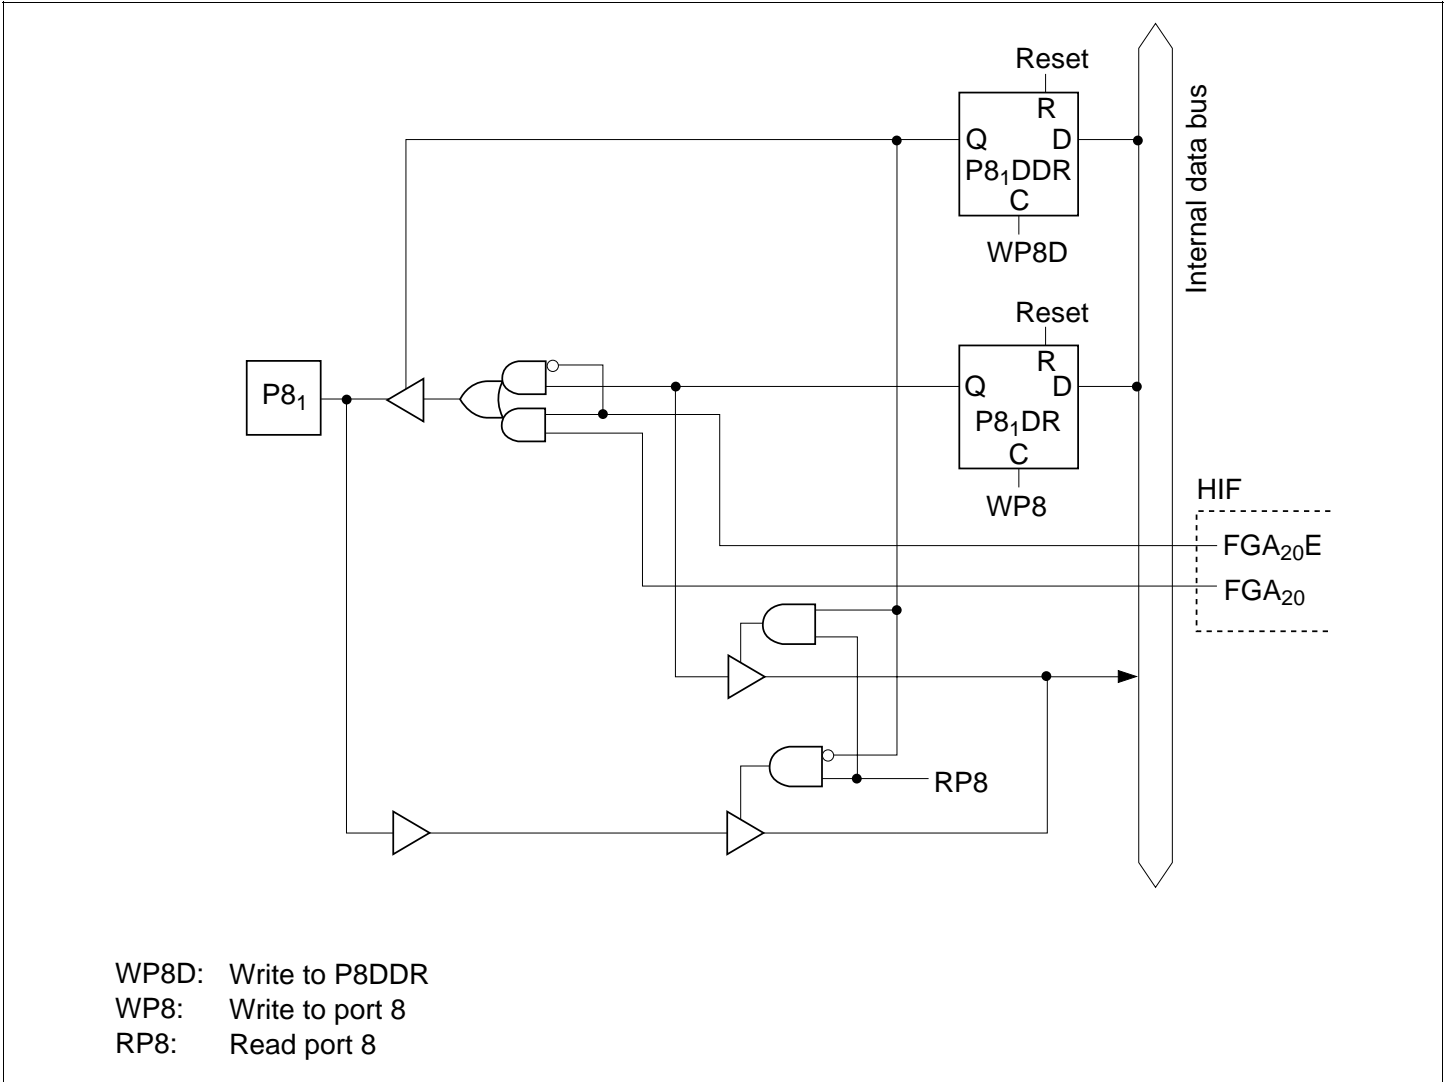 Reset
R
Q D
P8₁DDR
C
WP8D
Internal data bus
Reset
R
Q D
P8₁DR
C
WP8
P8₁
HIF
FGA₂₀E
FGA₂₀
RP8
WP8D: Write to P8DDR
WP8: Write to port 8
RP8: Read port 8